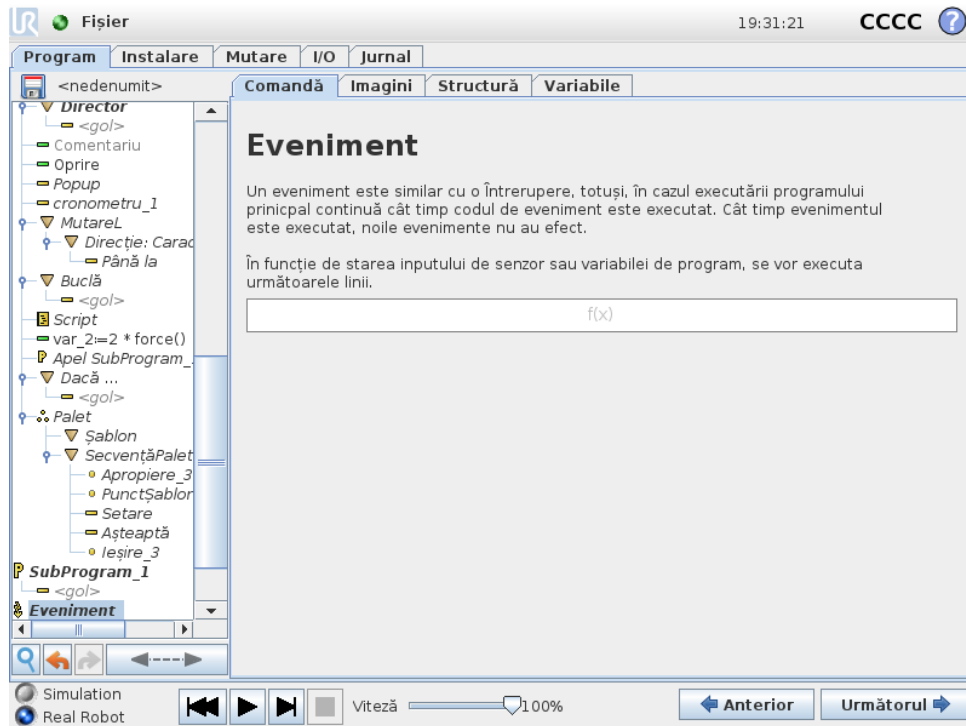 Fișier 19:31:21 CCCC ?
Program Instalare Mutare I/O Jurnal
<nedenumit>
Comandă Imagini Structură Variabile
Director
<gol>
Comentariu
Oprire
Popup
cronometru_1
MutareL
Direcție: Carac
Până la
Buclă
<gol>
Script
var_2:=2 * force()
Apel SubProgram_
Dacă ...
<gol>
Palet
Șablon
SecvențăPalet
Apropiere_3
PunctȘablon
Setare
Așteaptă
Ieșire_3
SubProgram_1
<gol>
Eveniment
Eveniment
Un eveniment este similar cu o Întrerupere, totuși, în cazul executării programului
prinicpal continuă cât timp codul de eveniment este executat. Cât timp evenimentul
este executat, noile evenimente nu au efect.
În funcție de starea inputului de senzor sau variabilei de program, se vor executa
următoarele linii.
f(x)
Simulation
Real Robot
Viteză 100%
Anterior Următorul